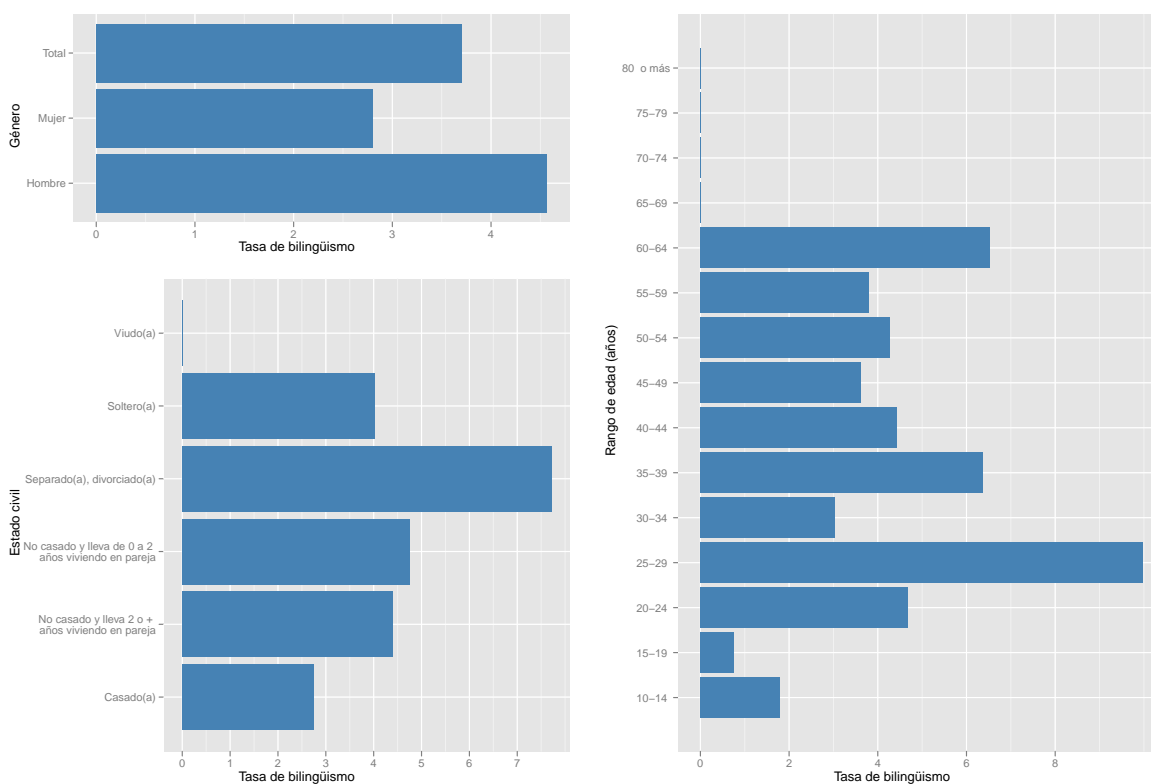 Género
Total
Mujer
Hombre
0 1 2 3 4
Tasa de bilingüismo
Estado civil
Viudo(a)
Soltero(a)
Separado(a), divorciado(a)
No casado y lleva de 0 a 2
años viviendo en pareja
No casado y lleva 2 o +
años viviendo en pareja
Casado(a)
0 1 2 3 4 5 6 7
Tasa de bilingüismo
Rango de edad (años)
80 o más
75−79
70−74
65−69
60−64
55−59
50−54
45−49
40−44
35−39
30−34
25−29
20−24
15−19
10−14
0 2 4 6 8
Tasa de bilingüismo